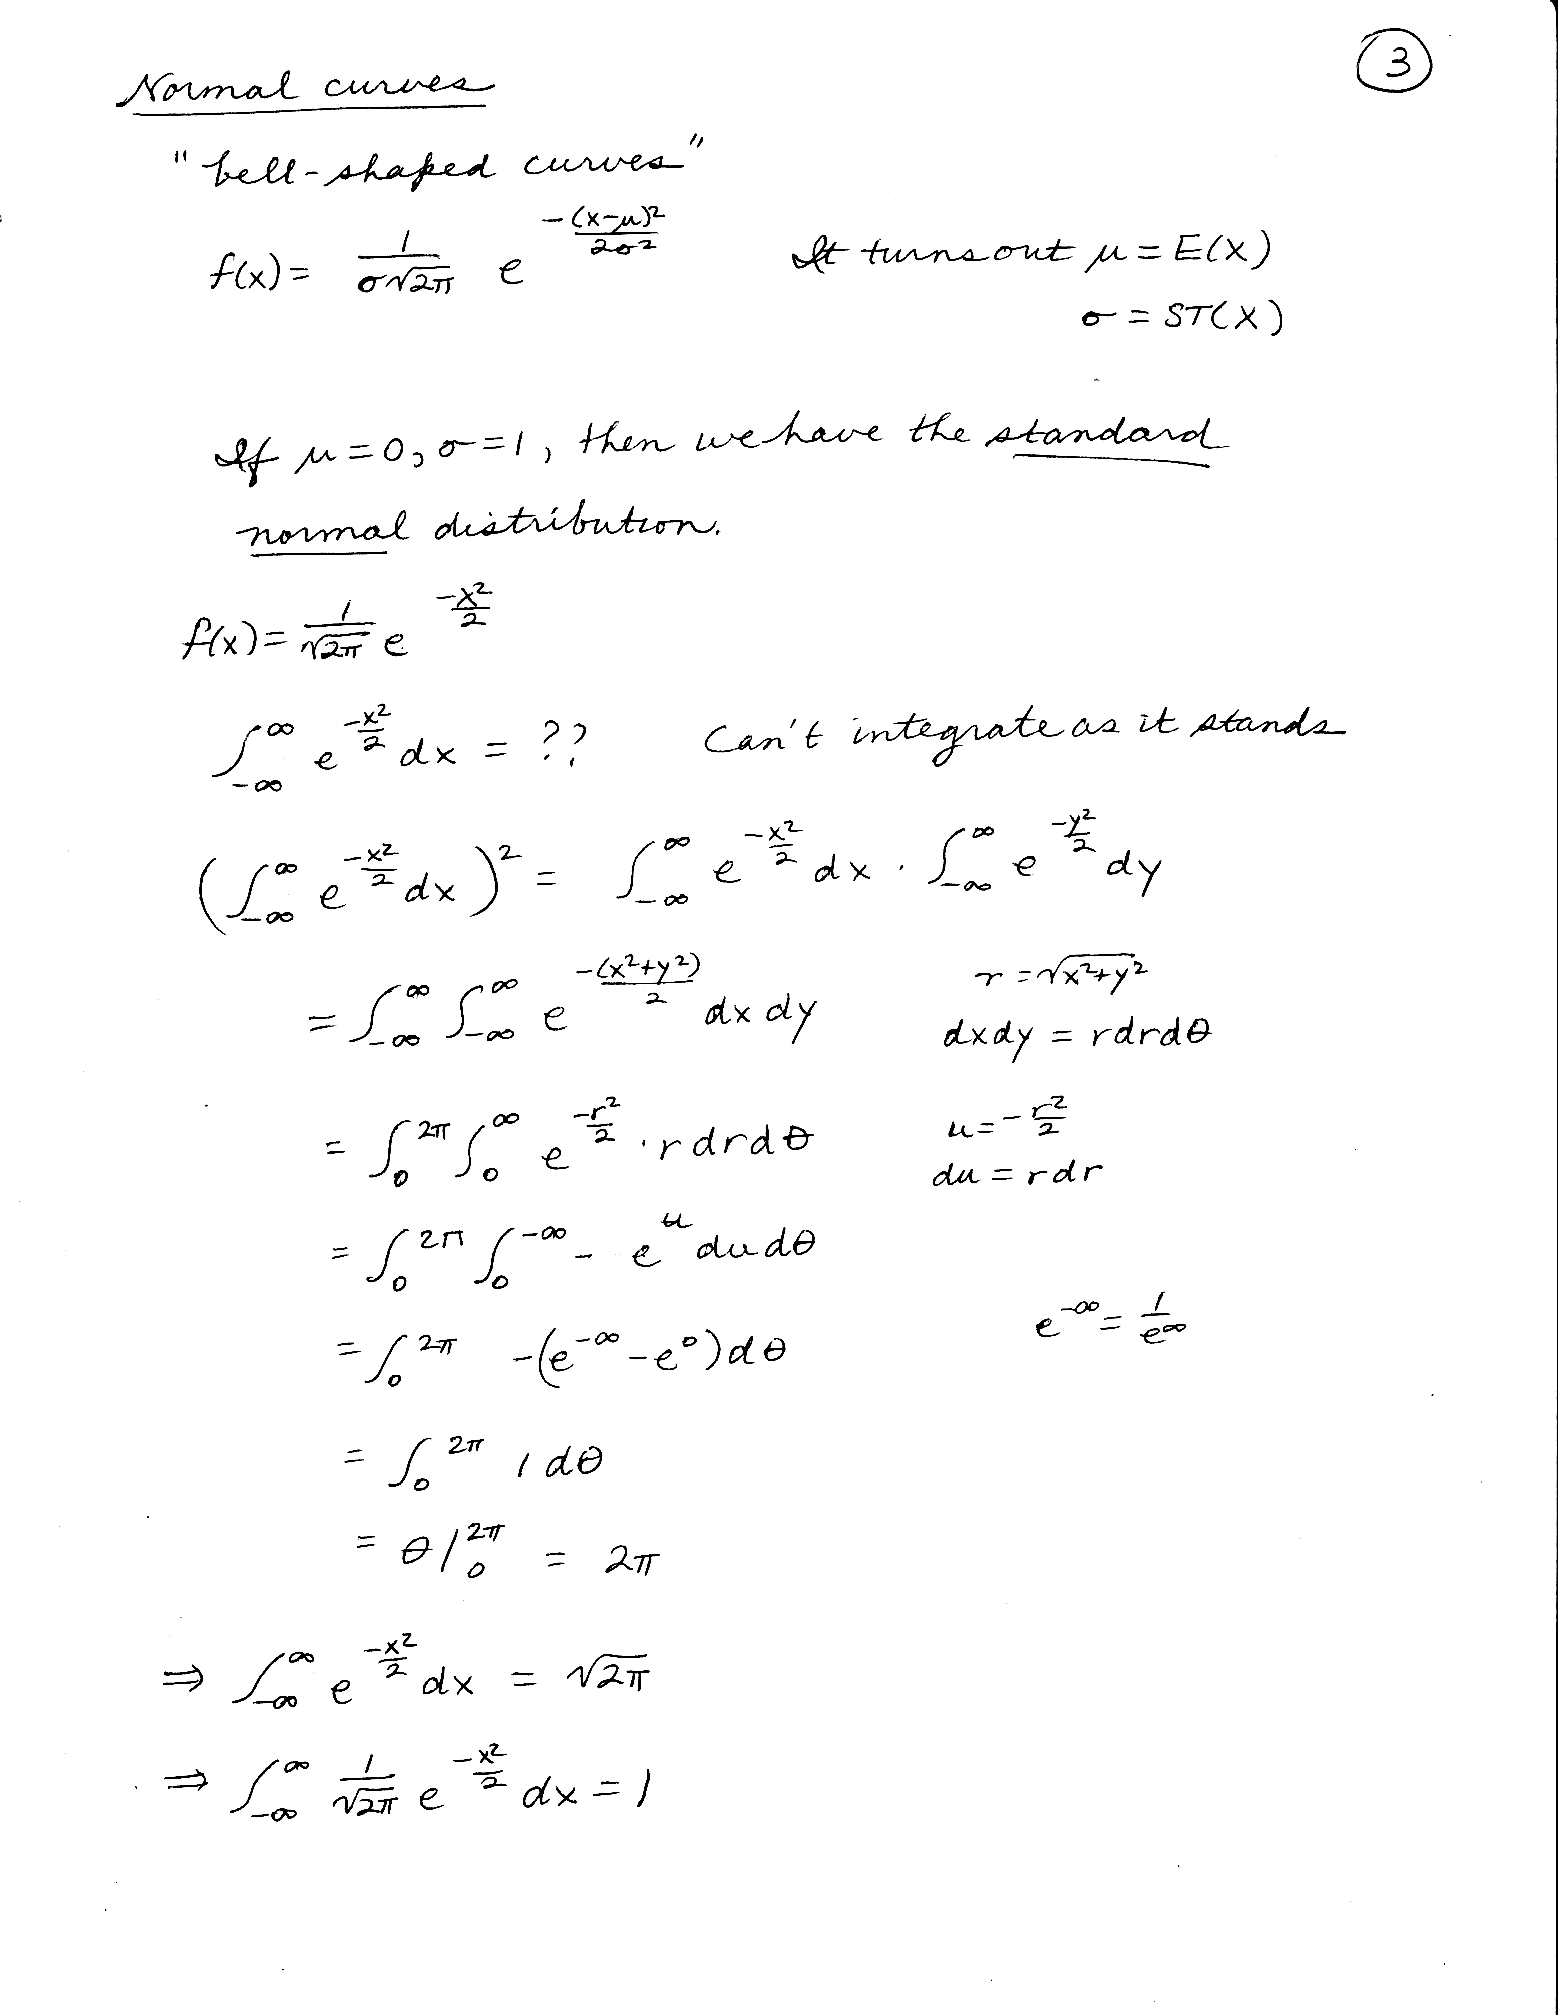 3
Normal curves
"bell-shaped curves"
f(x) = 1/(σ√2π) e^(-(x-μ)²/2σ²)   It turns out μ = E(X)
σ = ST(X)
If μ = 0, σ = 1, then we have the standard
normal distribution.
f(x) = 1/√2π e^(-x²/2)
∫_{-∞}^{∞} e^(-x²/2) dx = ??   Can't integrate as it stands
(∫_{-∞}^{∞} e^(-x²/2) dx)² = ∫_{-∞}^{∞} e^(-x²/2) dx · ∫_{-∞}^{∞} e^(-y²/2) dy
= ∫_{-∞}^{∞} ∫_{-∞}^{∞} e^(-(x²+y²)/2) dx dy   r = √x²+y²
dxdy = rdrdθ
= ∫_0^{2π} ∫_0^{∞} e^(-r²/2) · r dr dθ   u = -r²/2
du = rdr
= ∫_0^{2π} ∫_0^{-∞} - e^u du dθ
= ∫_0^{2π} -(e^{-∞} - e^0) dθ   e^{-∞} = 1/e^∞
= ∫_0^{2π} 1 dθ
= θ |_0^{2π} = 2π
⇒ ∫_{-∞}^{∞} e^(-x²/2) dx = √2π
⇒ ∫_{-∞}^{∞} 1/√2π e^(-x²/2) dx = 1